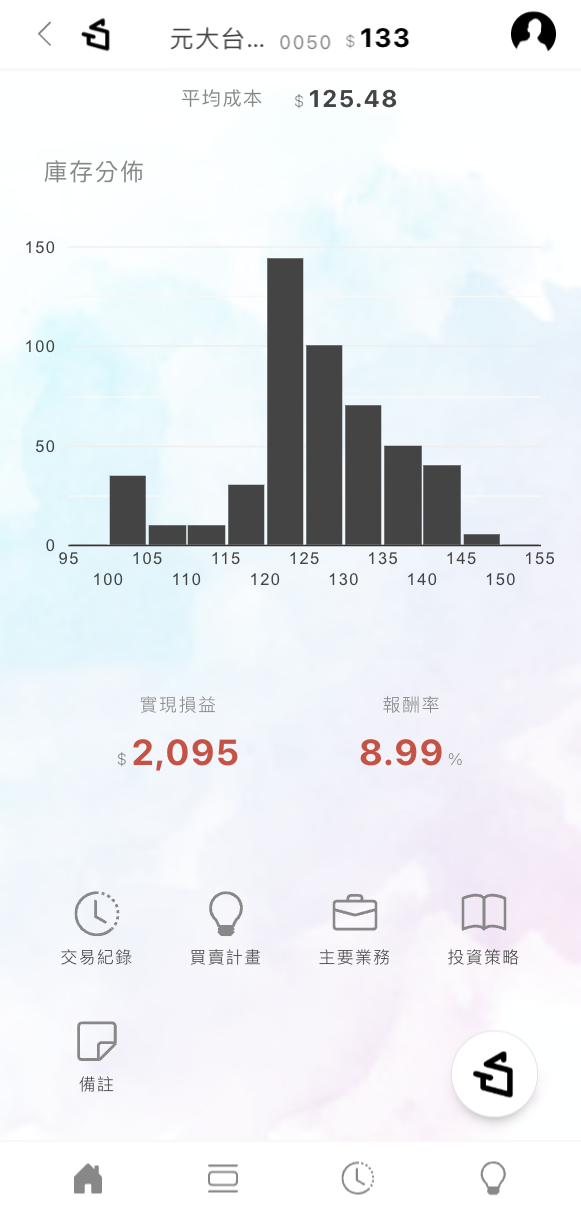 元大台... 0050 $ 133
平均成本 $ 125.48
庫存分佈
150
100
50
0
95 105 115 125 135 145 155
100 110 120 130 140 150
實現損益 報酬率
$ 2,095 8.99 %
交易紀錄 買賣計畫 主要業務 投資策略
備註